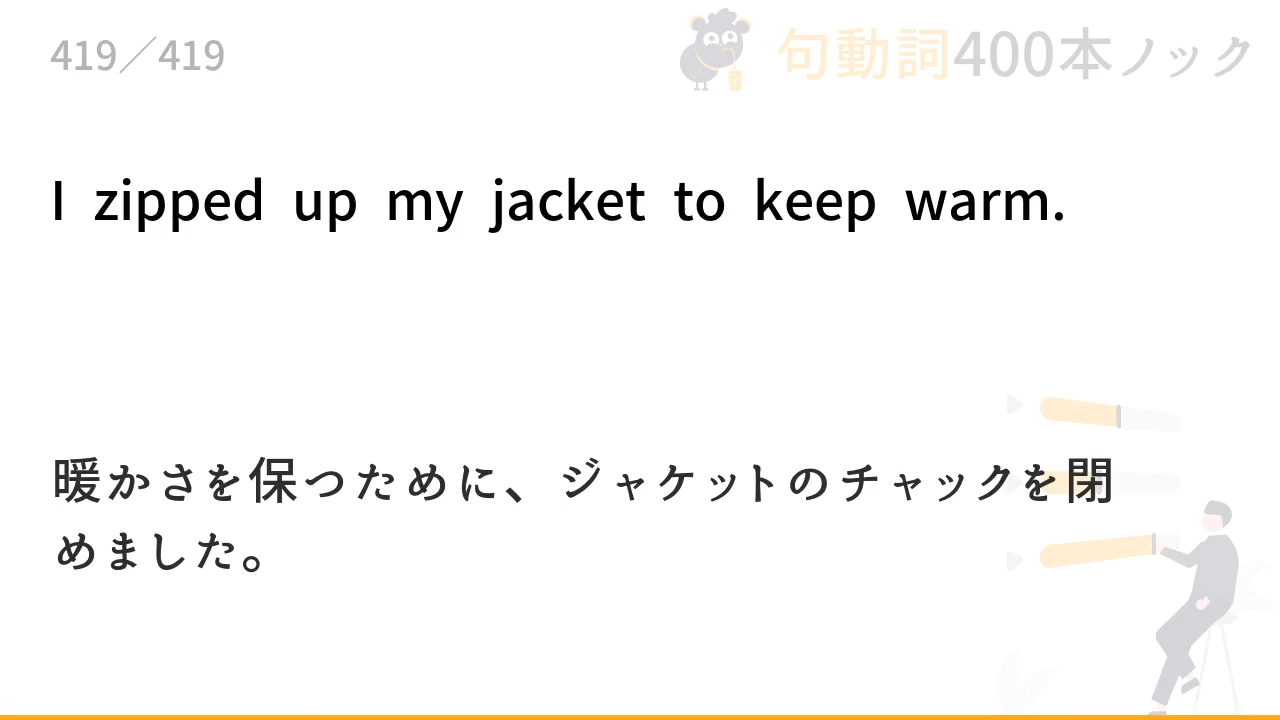 419／419
句動詞400本ノック
I zipped up my jacket to keep warm.
暖かさを保つために、ジャケットのチャックを閉
めました。